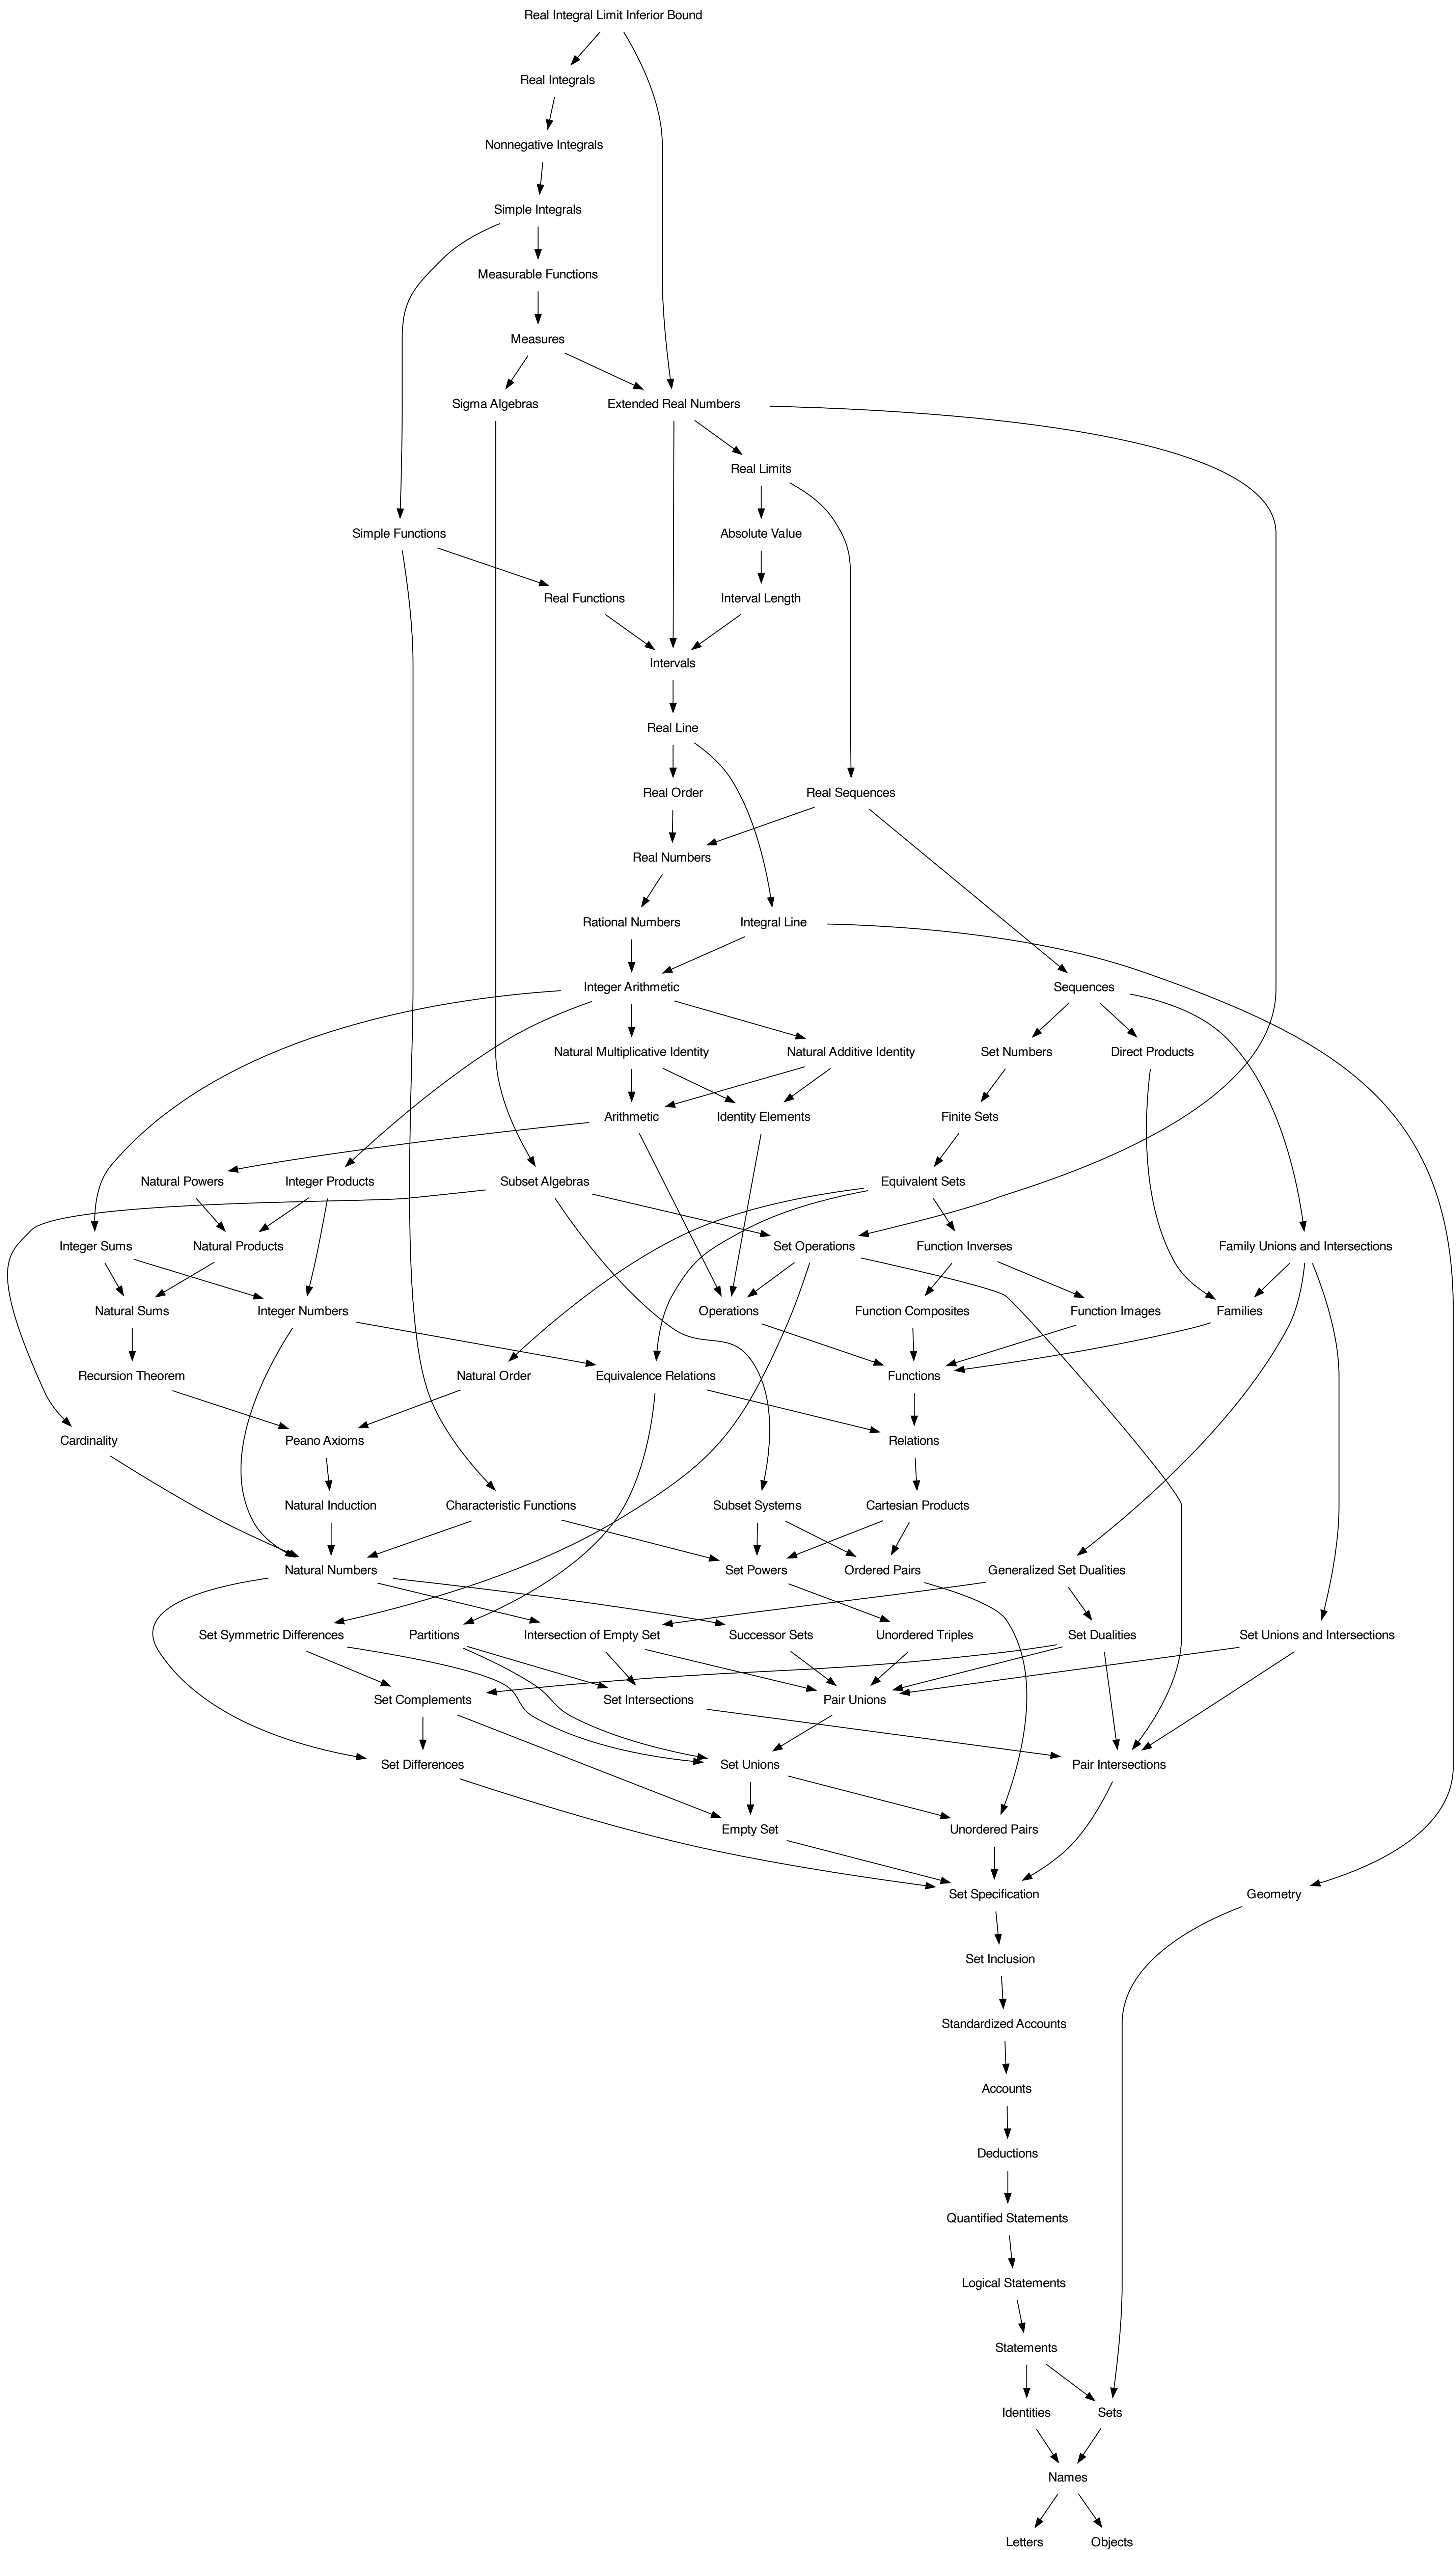 Real Integral Limit Inferior Bound
Real Integrals
Nonnegative Integrals
Simple Integrals
Measurable Functions
Measures
Sigma Algebras
Extended Real Numbers
Real Limits
Simple Functions
Absolute Value
Real Functions
Interval Length
Intervals
Real Line
Real Order
Real Sequences
Real Numbers
Rational Numbers
Integral Line
Integer Arithmetic
Sequences
Natural Multiplicative Identity
Natural Additive Identity
Set Numbers
Direct Products
Arithmetic
Identity Elements
Finite Sets
Natural Powers
Integer Products
Subset Algebras
Equivalent Sets
Integer Sums
Natural Products
Set Operations
Function Inverses
Family Unions and Intersections
Natural Sums
Integer Numbers
Operations
Function Composites
Function Images
Families
Recursion Theorem
Natural Order
Equivalence Relations
Functions
Cardinality
Peano Axioms
Relations
Natural Induction
Characteristic Functions
Subset Systems
Cartesian Products
Natural Numbers
Set Powers
Ordered Pairs
Generalized Set Dualities
Set Symmetric Differences
Partitions
Intersection of Empty Set
Successor Sets
Unordered Triples
Set Dualities
Set Unions and Intersections
Set Complements
Set Intersections
Pair Unions
Set Differences
Set Unions
Pair Intersections
Empty Set
Unordered Pairs
Set Specification
Geometry
Set Inclusion
Standardized Accounts
Accounts
Deductions
Quantified Statements
Logical Statements
Statements
Identities
Sets
Names
Letters
Objects